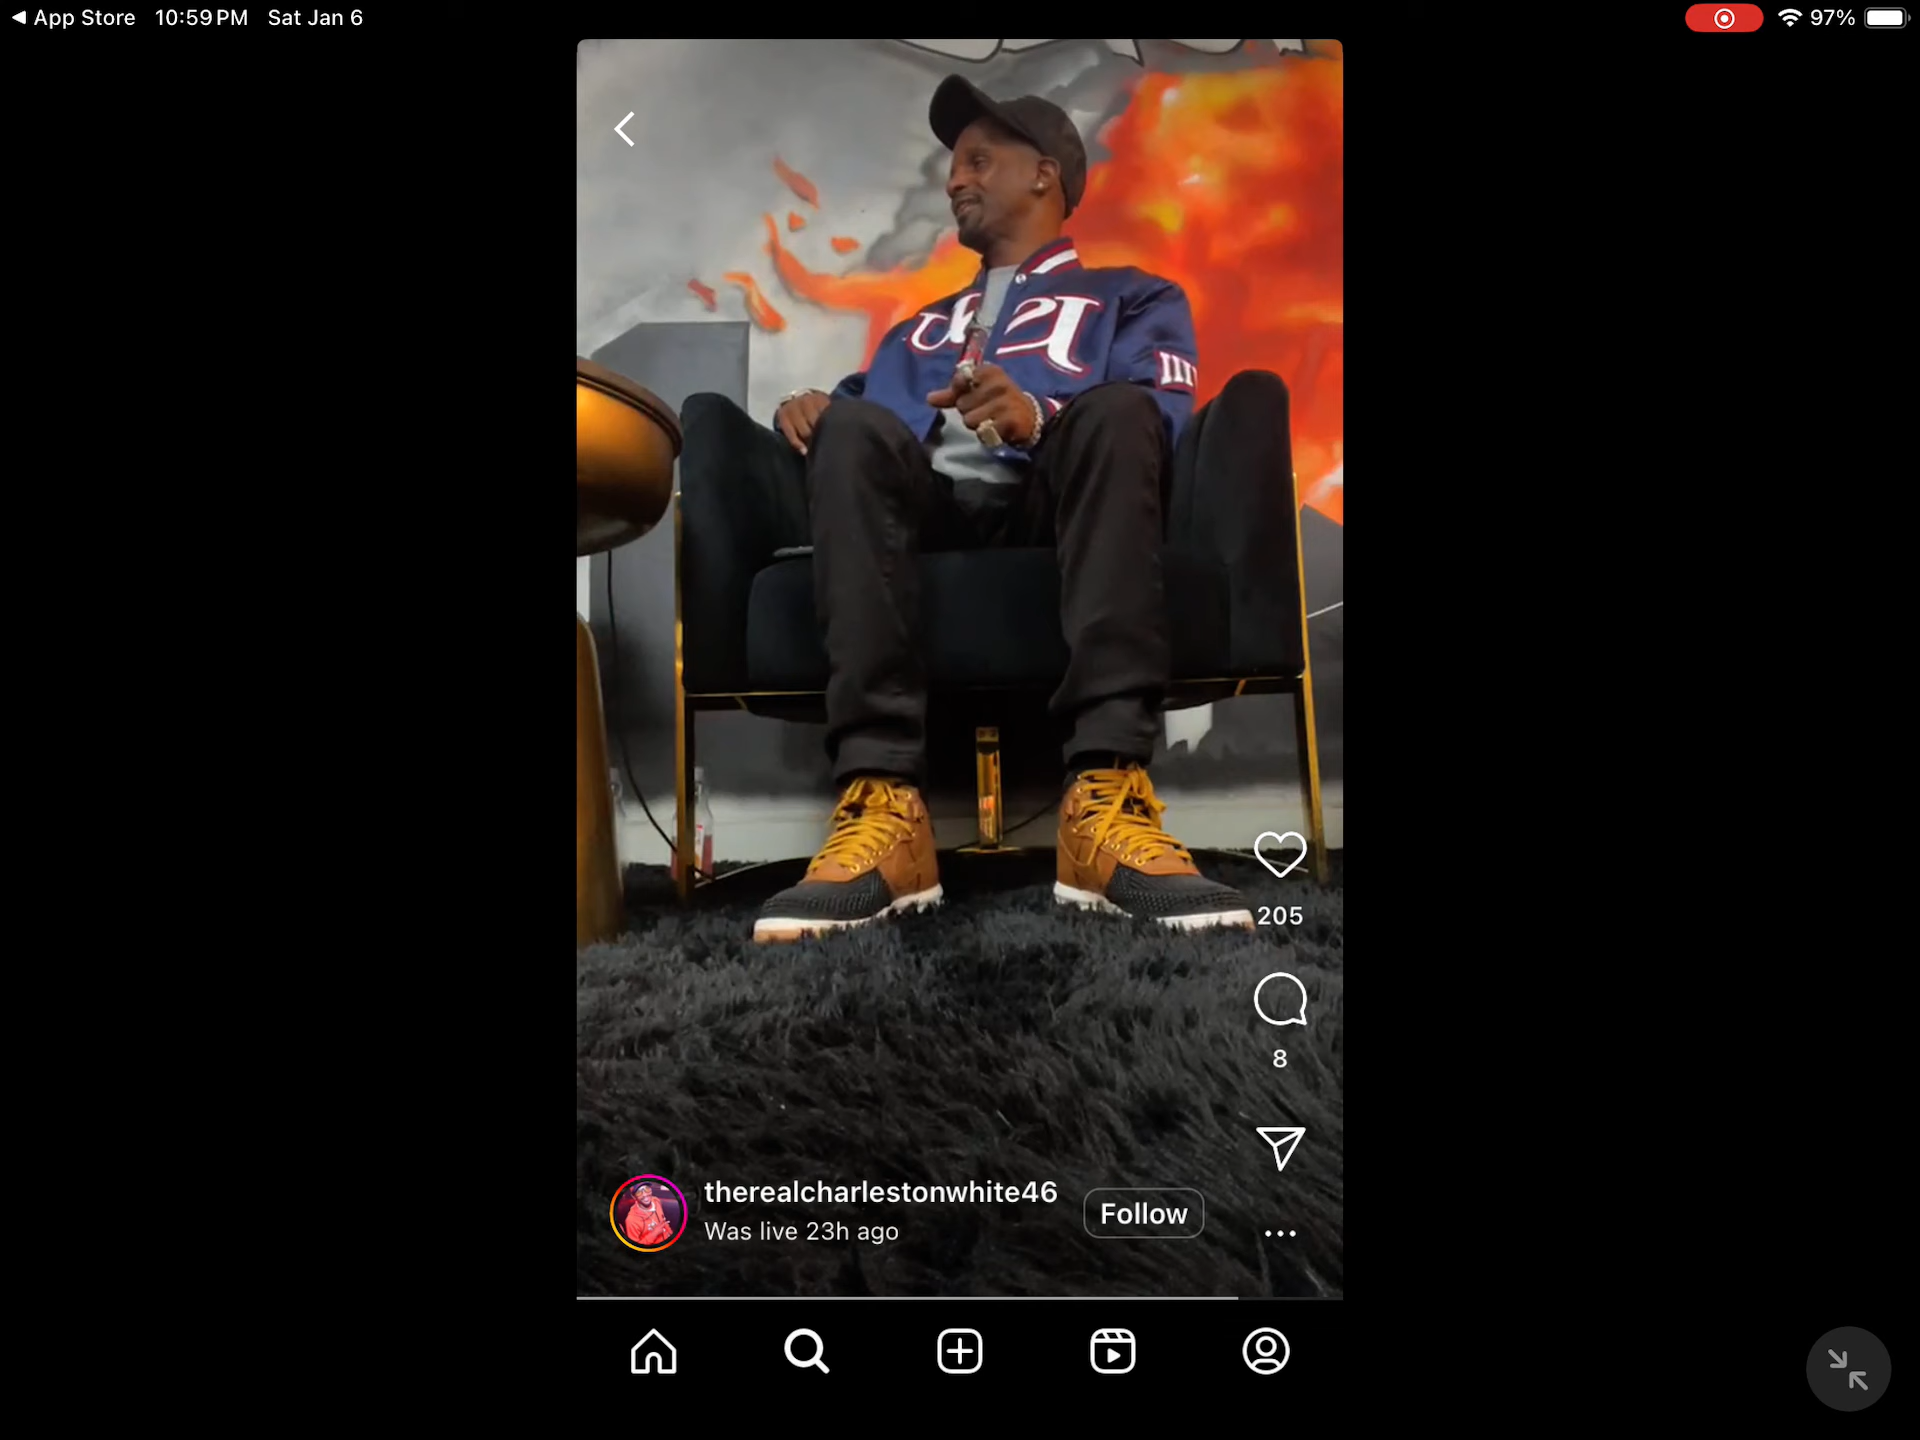 App Store 10:59 PM Sat Jan 6 97%
205
8
therealcharlestonwhite46
Was live 23h ago
Follow